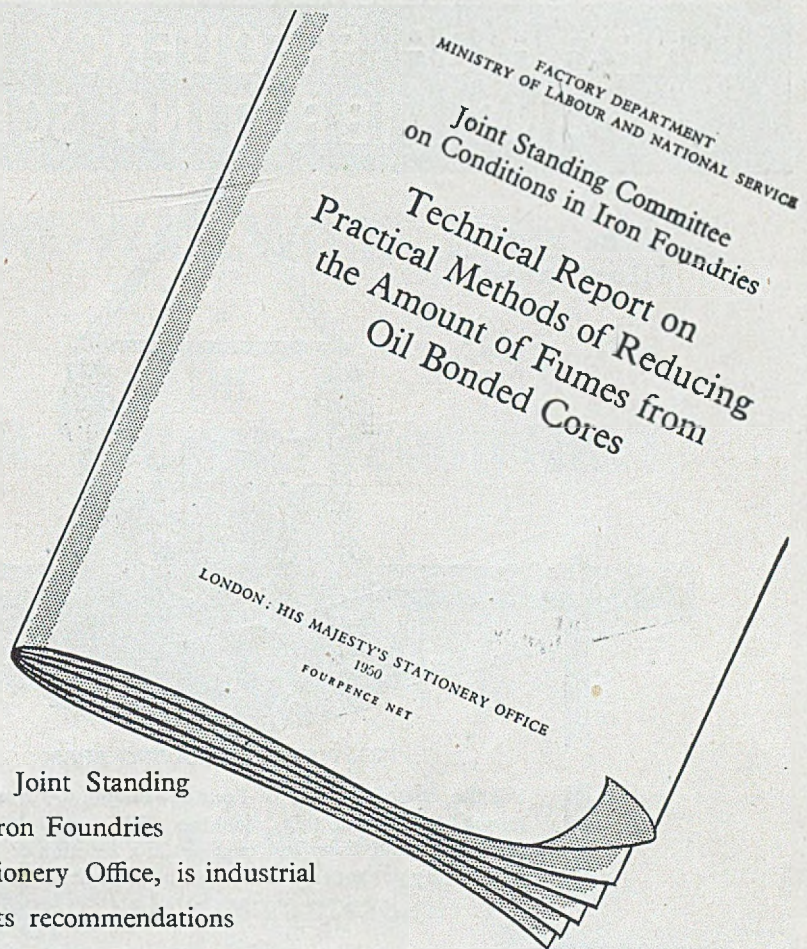 FACTORY DEPARTMENT
MINISTRY OF LABOUR AND NATIONAL SERVICE
Joint Standing Committee
on Conditions in Iron Foundries
Technical Report on
Practical Methods of Reducing
the Amount of Fumes from
Oil Bonded Cores
LONDON: HIS MAJESTY'S STATIONERY OFFICE
1950
FOURPENCE NET
Joint Standing
ron Foundries
ionery Office, is industrial
ts recommendations